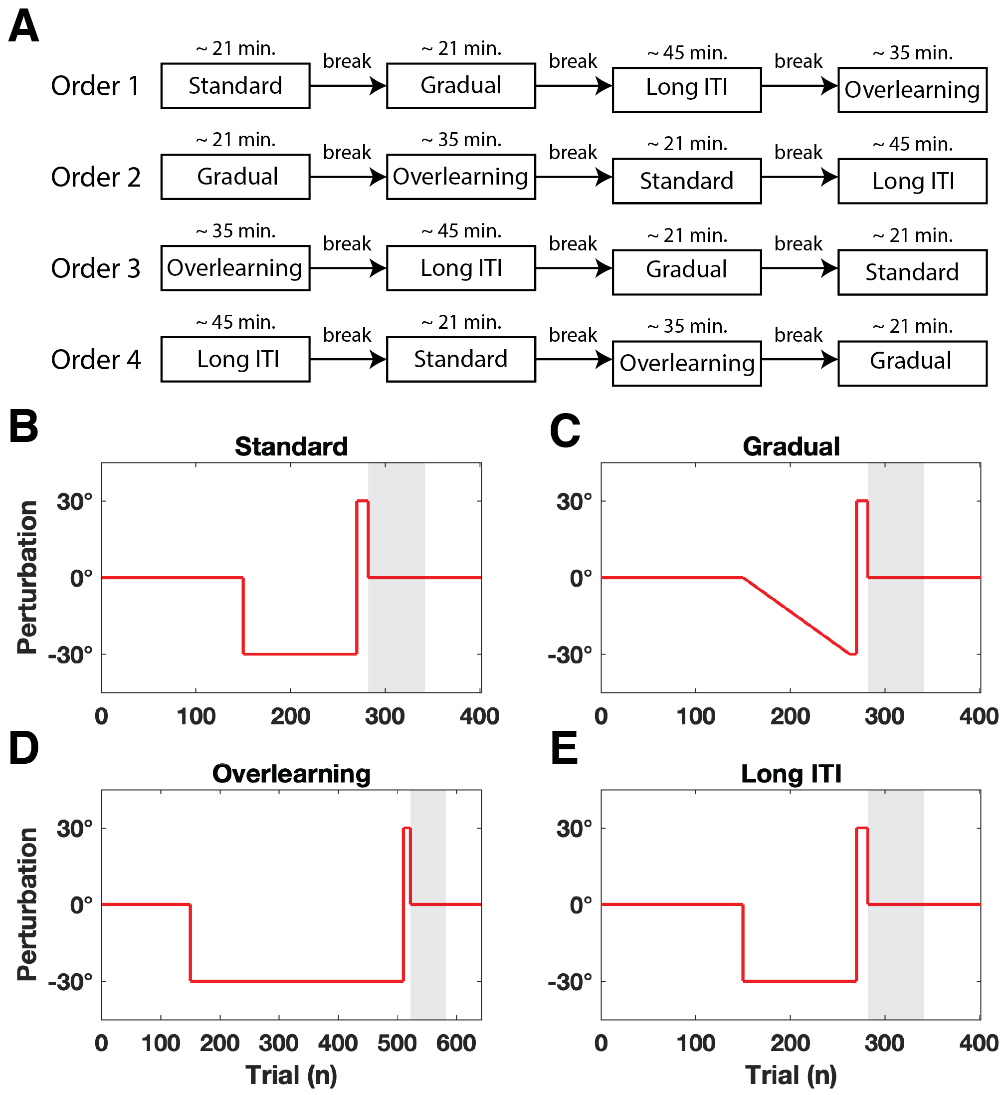 A
~ 21 min. ~ 21 min. ~ 45 min. ~ 35 min.
Order 1 Standard break Gradual break Long ITI break Overlearning
~ 21 min. ~ 35 min. ~ 21 min. ~ 45 min.
Order 2 Gradual break Overlearning break Standard break Long ITI
~ 35 min. ~ 45 min. ~ 21 min. ~ 21 min.
Order 3 Overlearning break Long ITI break Gradual break Standard
~ 45 min. ~ 21 min. ~ 35 min. ~ 21 min.
Order 4 Long ITI break Standard break Overlearning break Gradual
B
Standard
Perturbation
30°
0°
-30°
0 100 200 300 400
C
Gradual
30°
0°
-30°
0 100 200 300 400
D
Overlearning
Perturbation
30°
0°
-30°
0 100 200 300 400 500 600
Trial (n)
E
Long ITI
30°
0°
-30°
0 100 200 300 400
Trial (n)